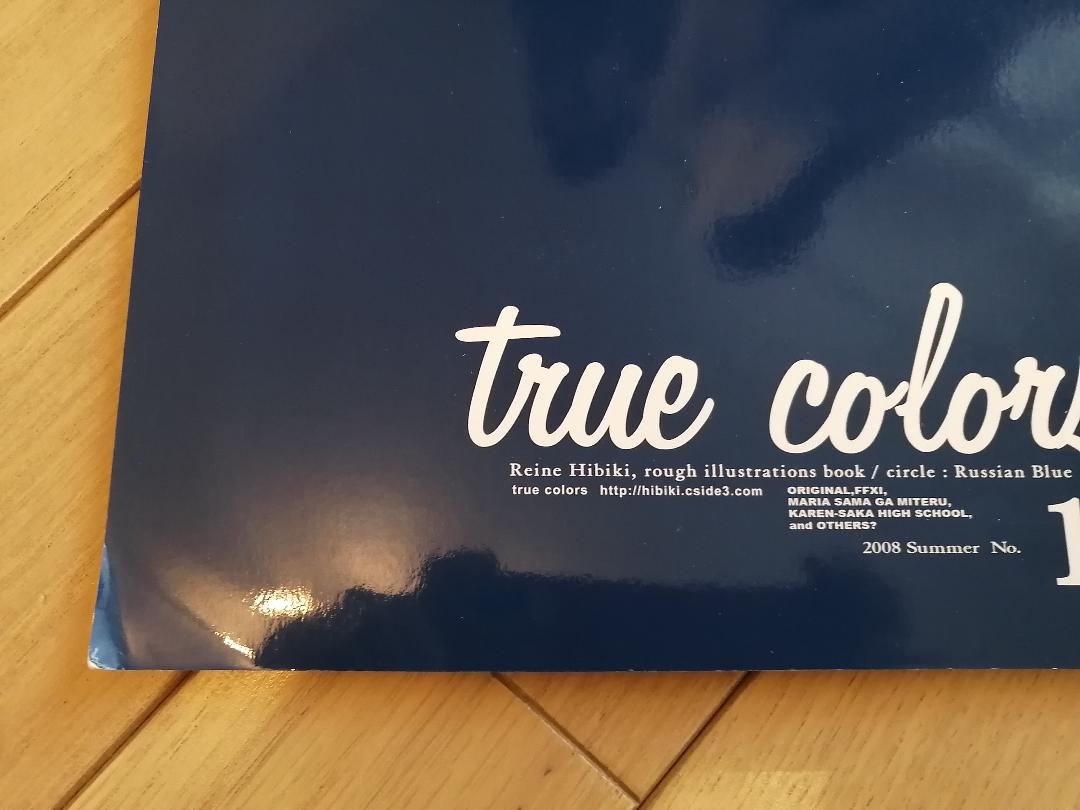 true colors
Reine Hibiki, rough illustrations book / circle : Russian Blue
true colors http://hibiki.cside3.com
ORIGINAL,FFXI,
MARIA SAMA GA MITERU,
KAREN-SAKA HIGH SCHOOL,
and OTHERS?
2008 Summer No.